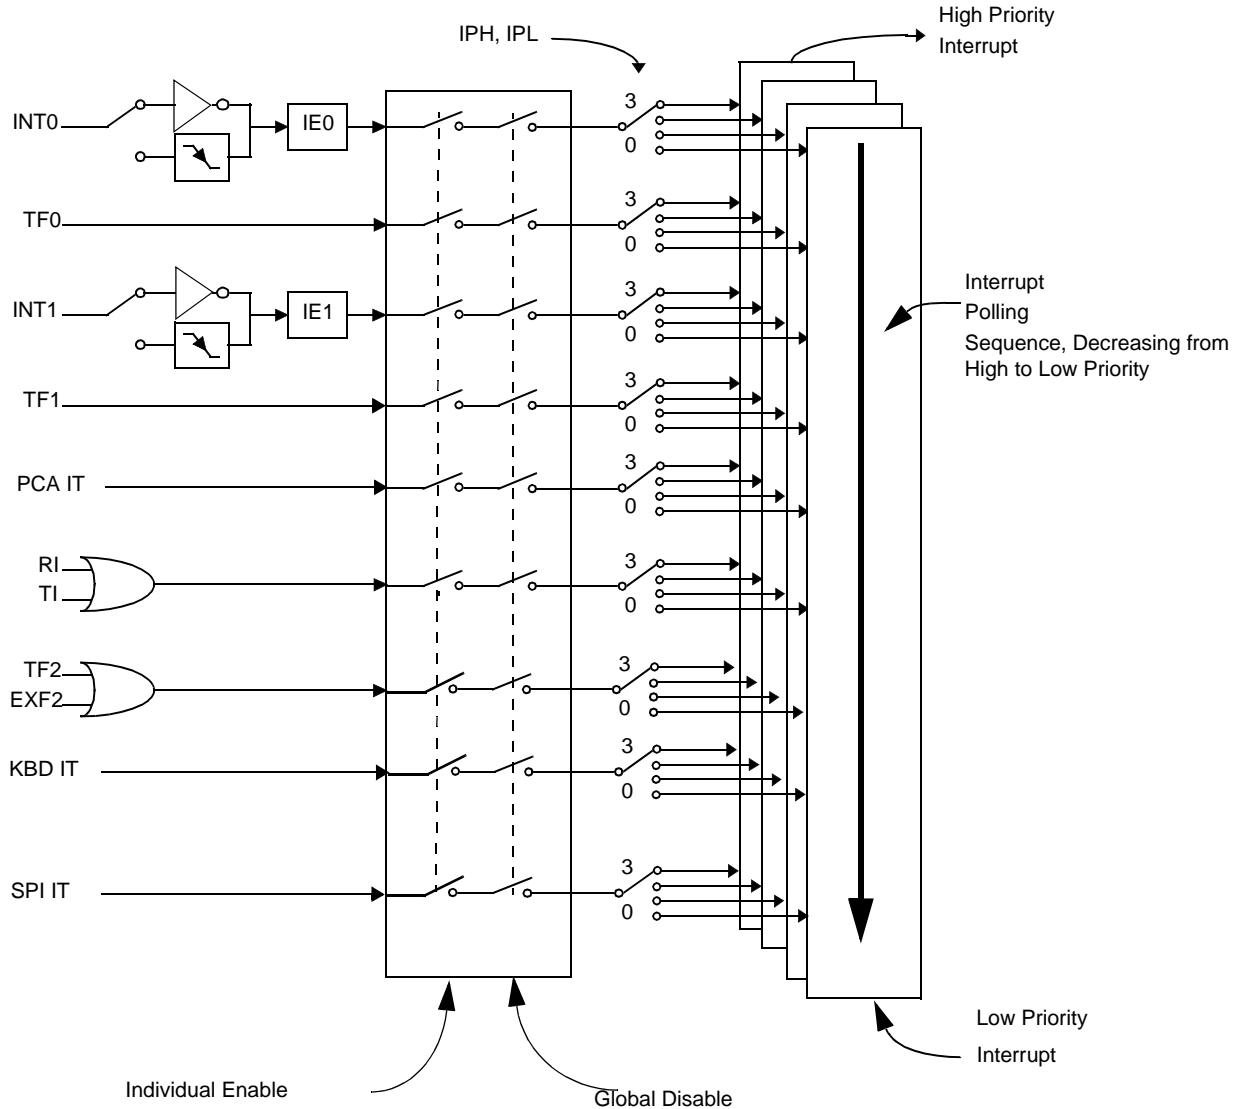 High Priority
Interrupt
IPH, IPL
INT0
IE0
3
0
TF0
3
0
INT1
IE1
3
0
Interrupt
Polling
Sequence, Decreasing from
High to Low Priority
TF1
3
0
PCA IT
3
0
RI
TI
3
0
TF2
EXF2
3
0
KBD IT
3
0
SPI IT
3
0
Low Priority
Interrupt
Individual Enable
Global Disable